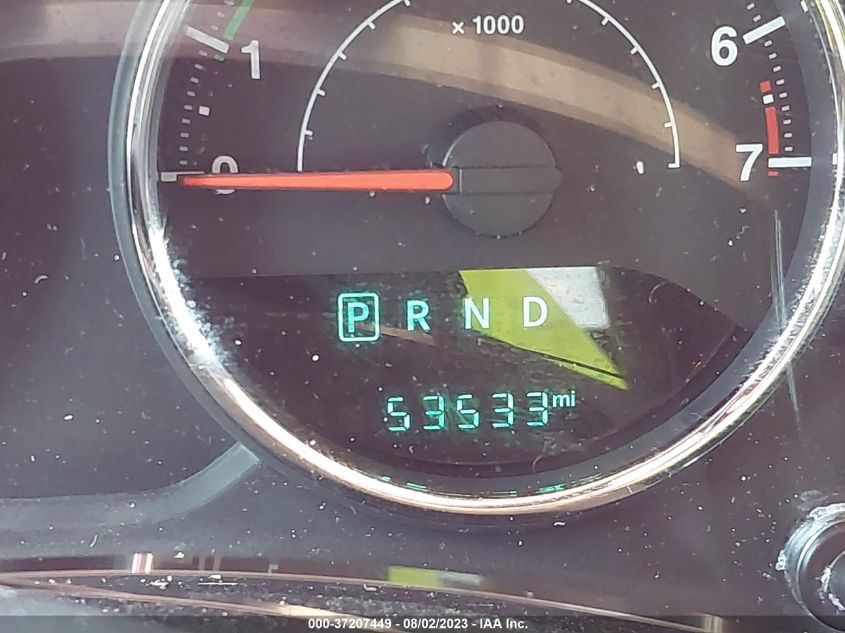 x 1000
1
6
0
7
P R N D
53533 mi
000-37207449 - 08/02/2023 - IAA Inc.